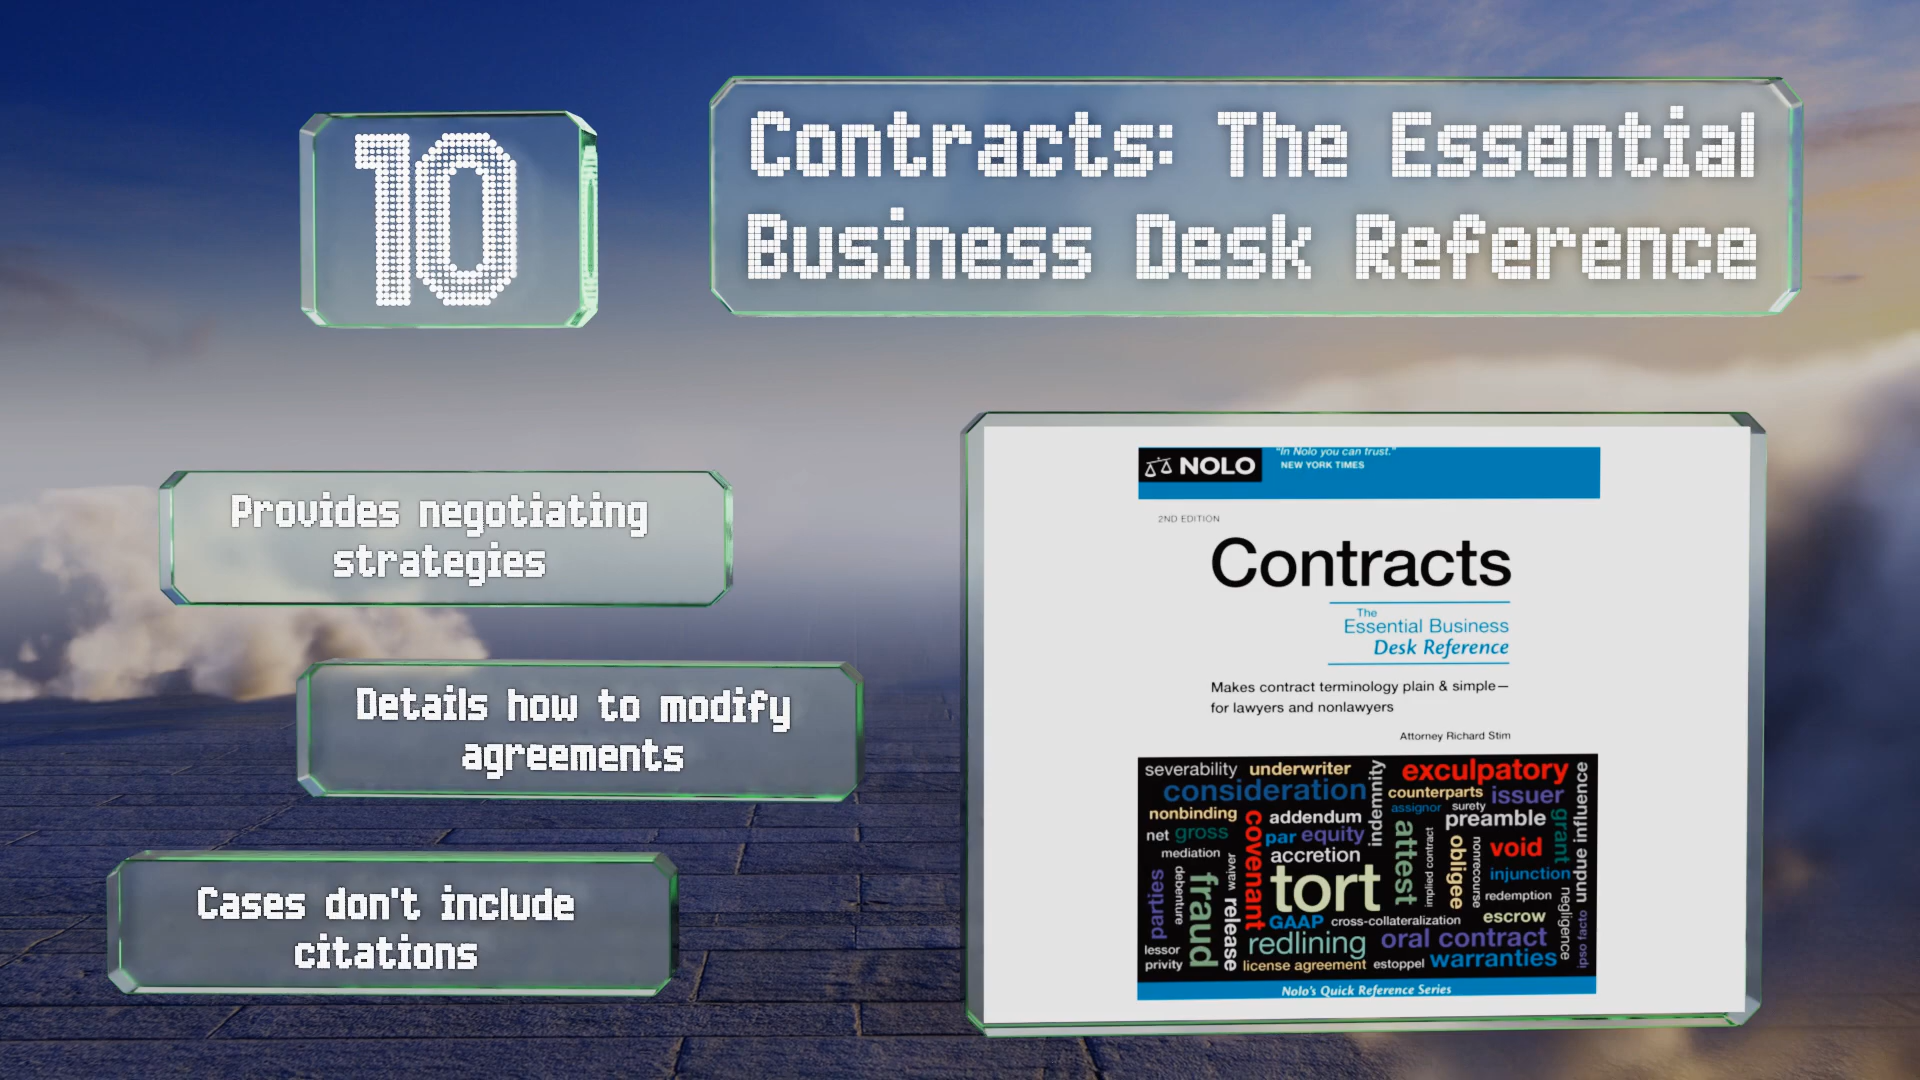 10
Contracts: The Essential
Business Desk Reference
Provides negotiating
strategies
Details how to modify
agreements
Cases don't include
citations
NOLO
"In Nolo you can trust."
NEW YORK TIMES
2ND EDITION
Contracts
The
Essential Business
Desk Reference
Makes contract terminology plain & simple—
for lawyers and nonlawyers
Attorney Richard Stim
severability
underwriter
indemnity
exculpatory
undue influence
consideration
counterparts
issuer
nonbinding
addendum
assignor
surety
preamble
grant
net
gross
covenant
par
equity
attest
implied contract
obligee
nonrecourse
void
mediation
waiver
accretion
injunction
parties
debenture
fraud
release
tort
redemption
negligence
GAAP
cross-collateralization
escrow
ipso facto
lessor
redlining
oral contract
privity
license agreement
estoppel
warranties
Nolo's Quick Reference Series